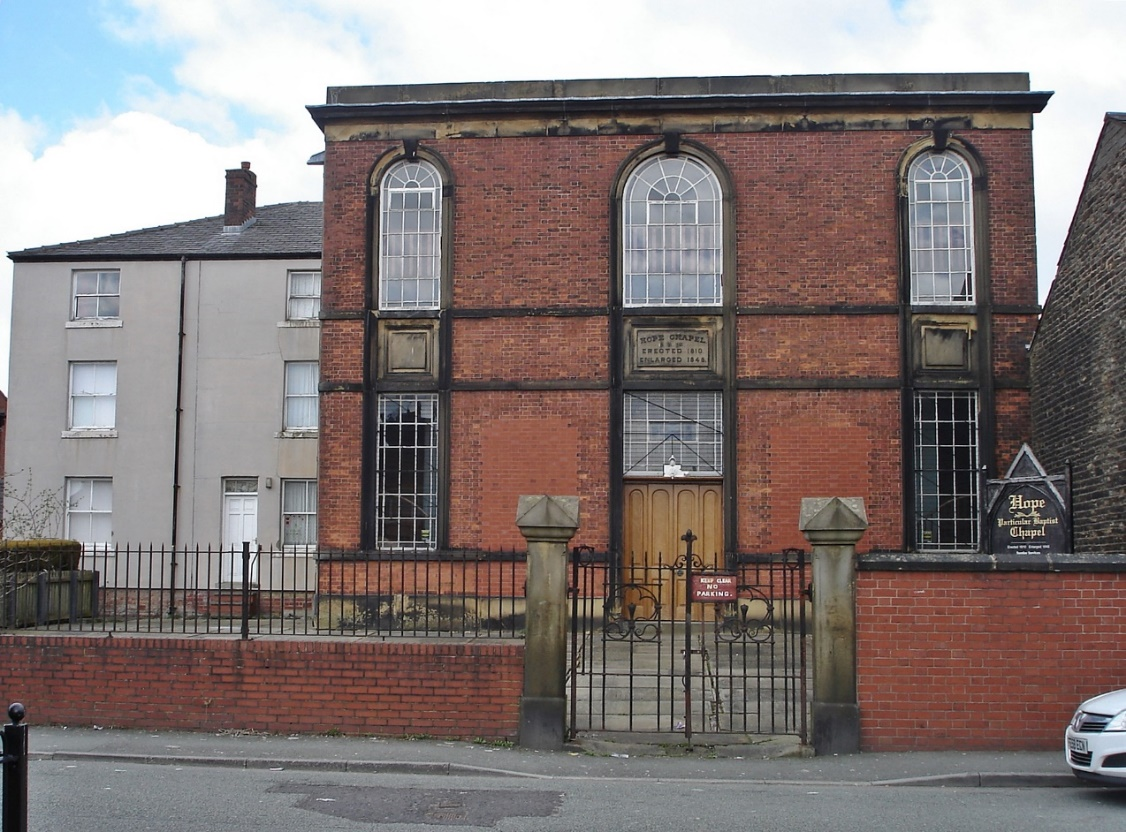 HOPE CHAPEL
ERECTED 1810
ENLARGED 1848
KEEP CLEAR
NO
PARKING.
Hope
Particular Baptist
Chapel